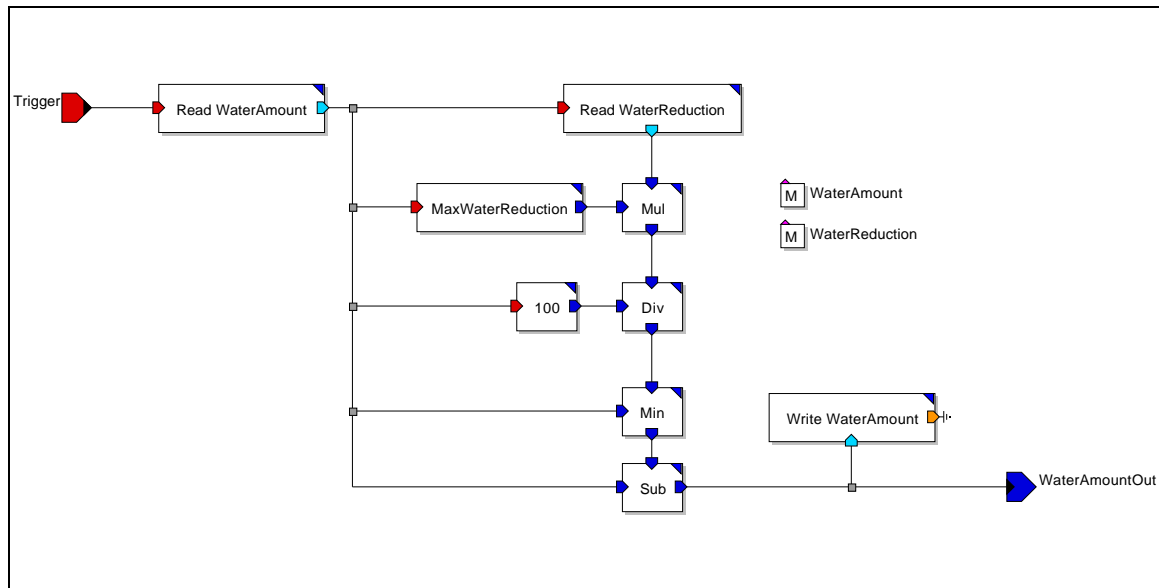 Trigger
Read WaterAmount
Read WaterReduction
MaxWaterReduction
Mul
M
WaterAmount
M
WaterReduction
100
Div
Min
Write WaterAmount
Sub
WaterAmountOut